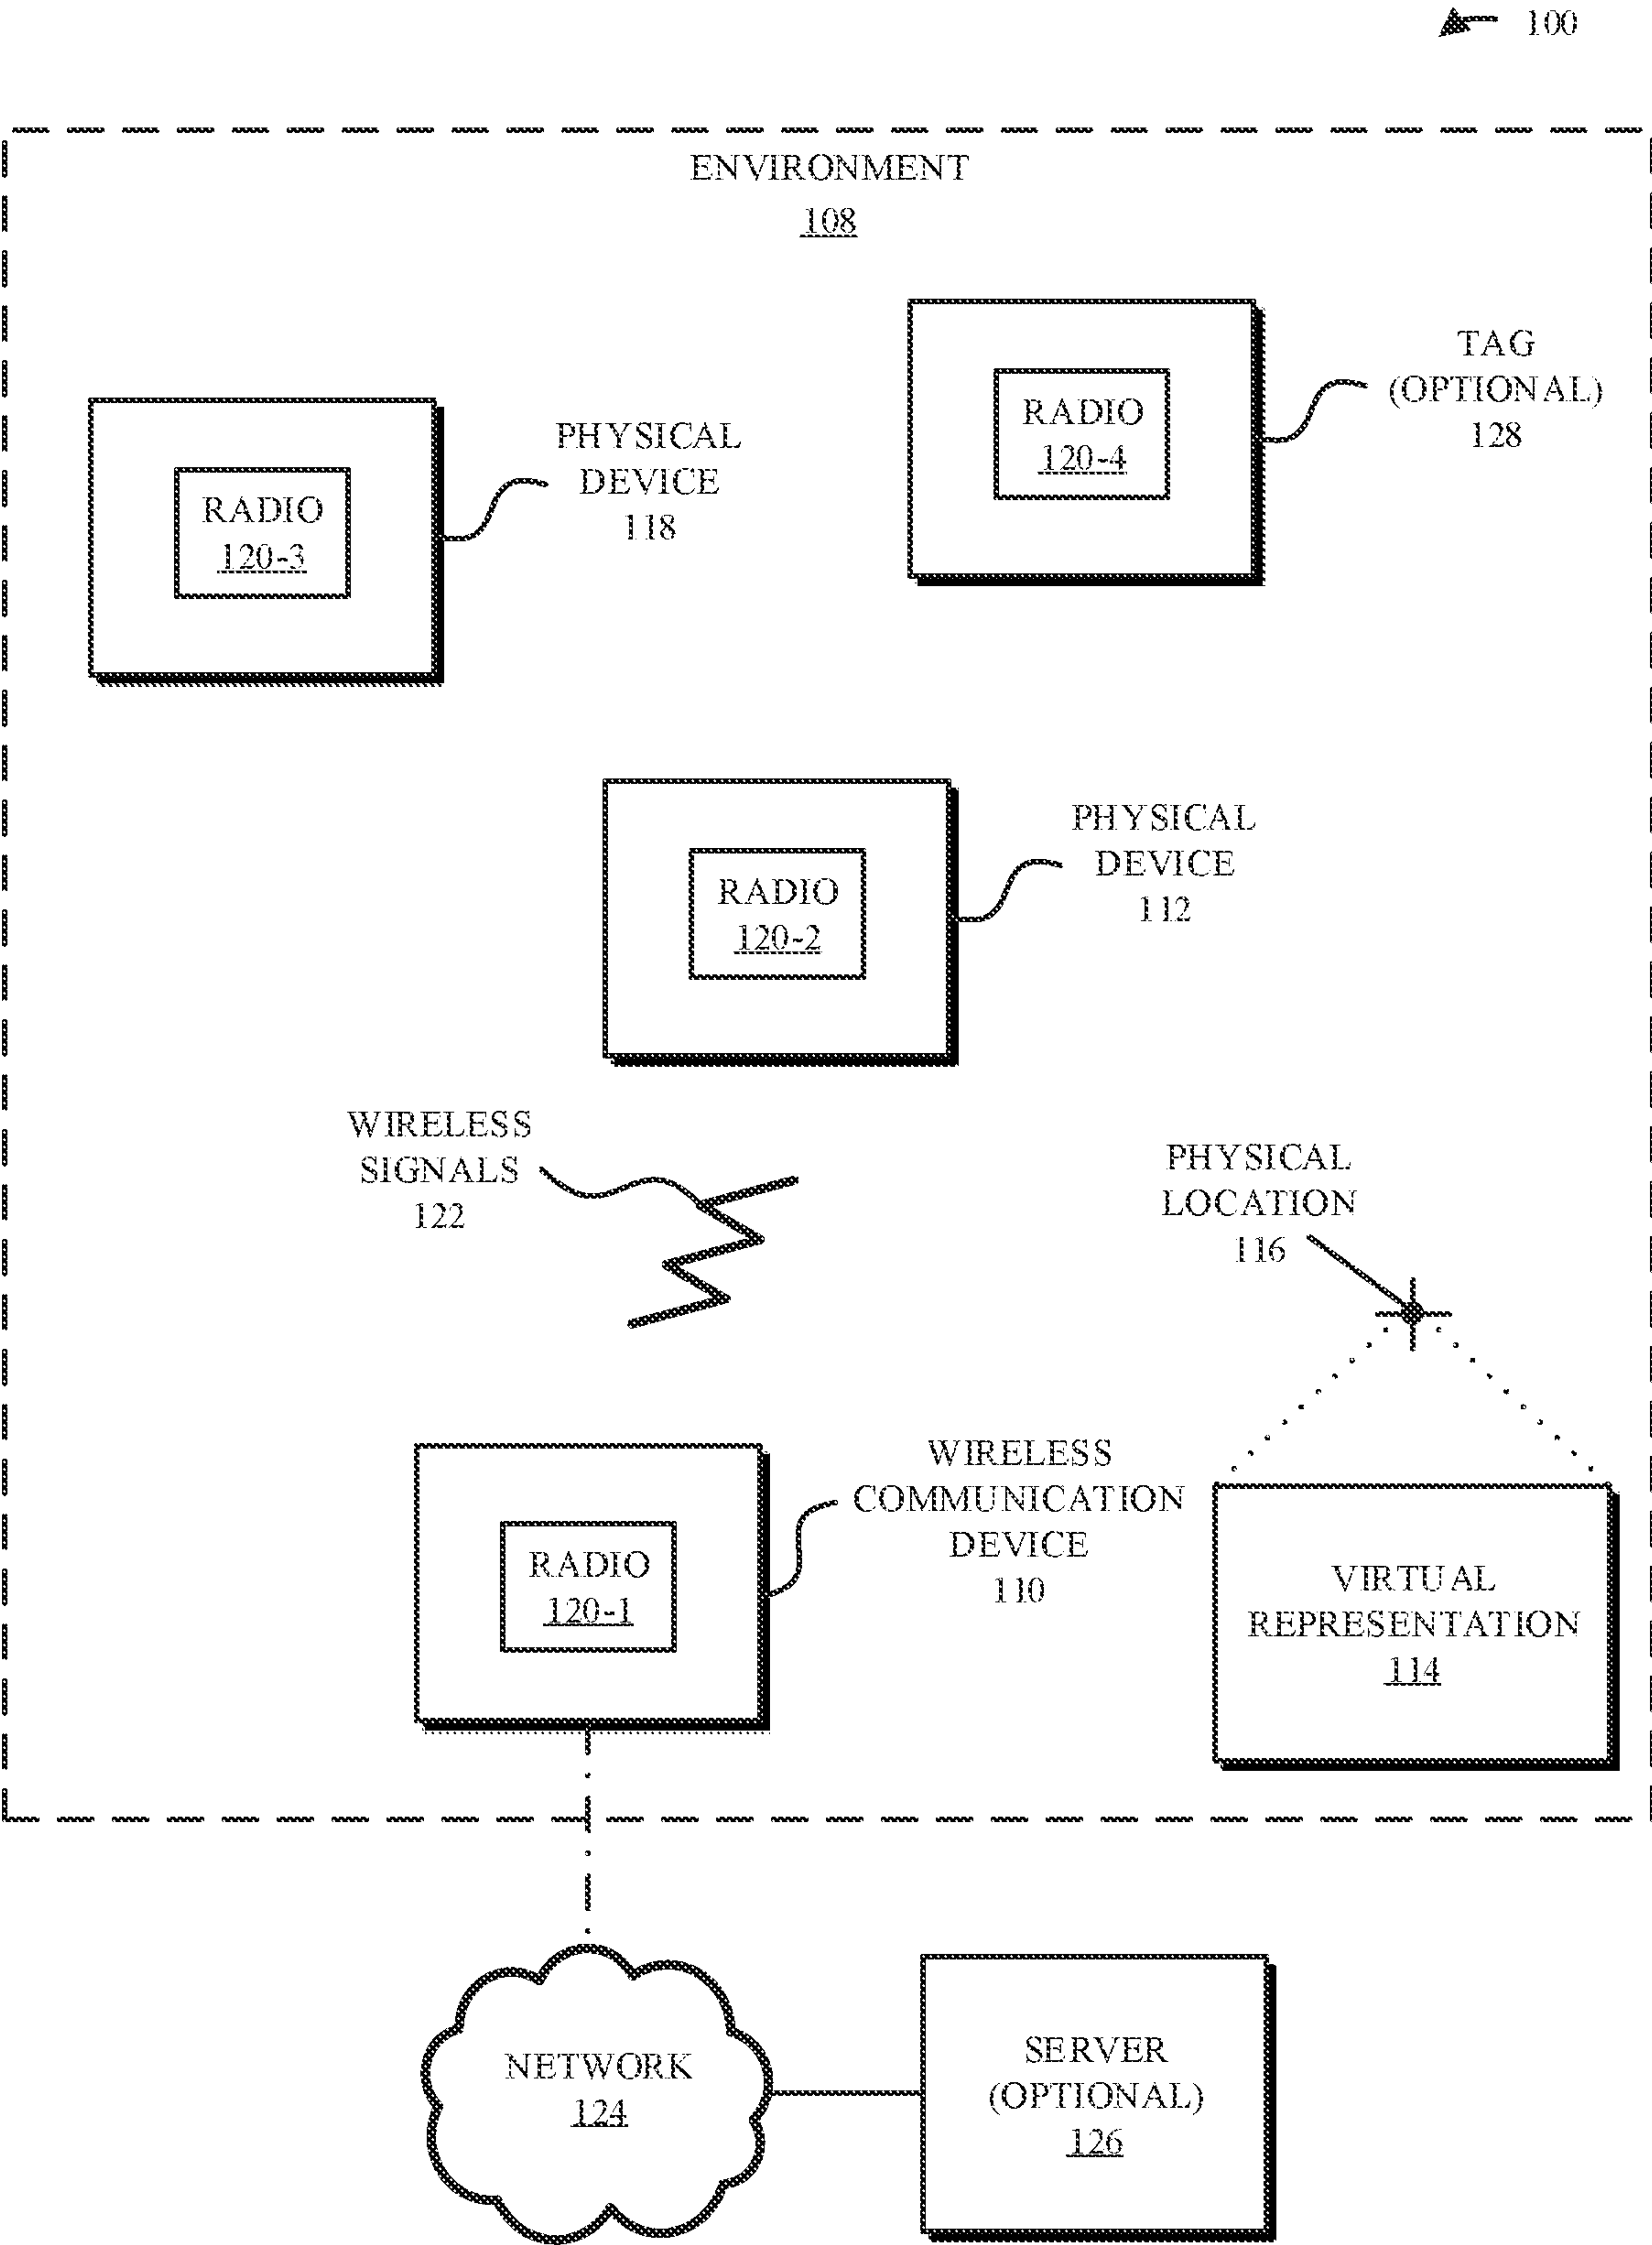 100
ENVIRONMENT
108
TAG
(OPTIONAL)
128
RADIO
120-4
PHYSICAL
DEVICE
118
RADIO
120-3
PHYSICAL
DEVICE
112
RADIO
120-2
WIRELESS
SIGNALS
122
PHYSICAL
LOCATION
116
WIRELESS
COMMUNICATION
DEVICE
110
RADIO
120-1
VIRTUAL
REPRESENTATION
114
NETWORK
124
SERVER
(OPTIONAL)
126